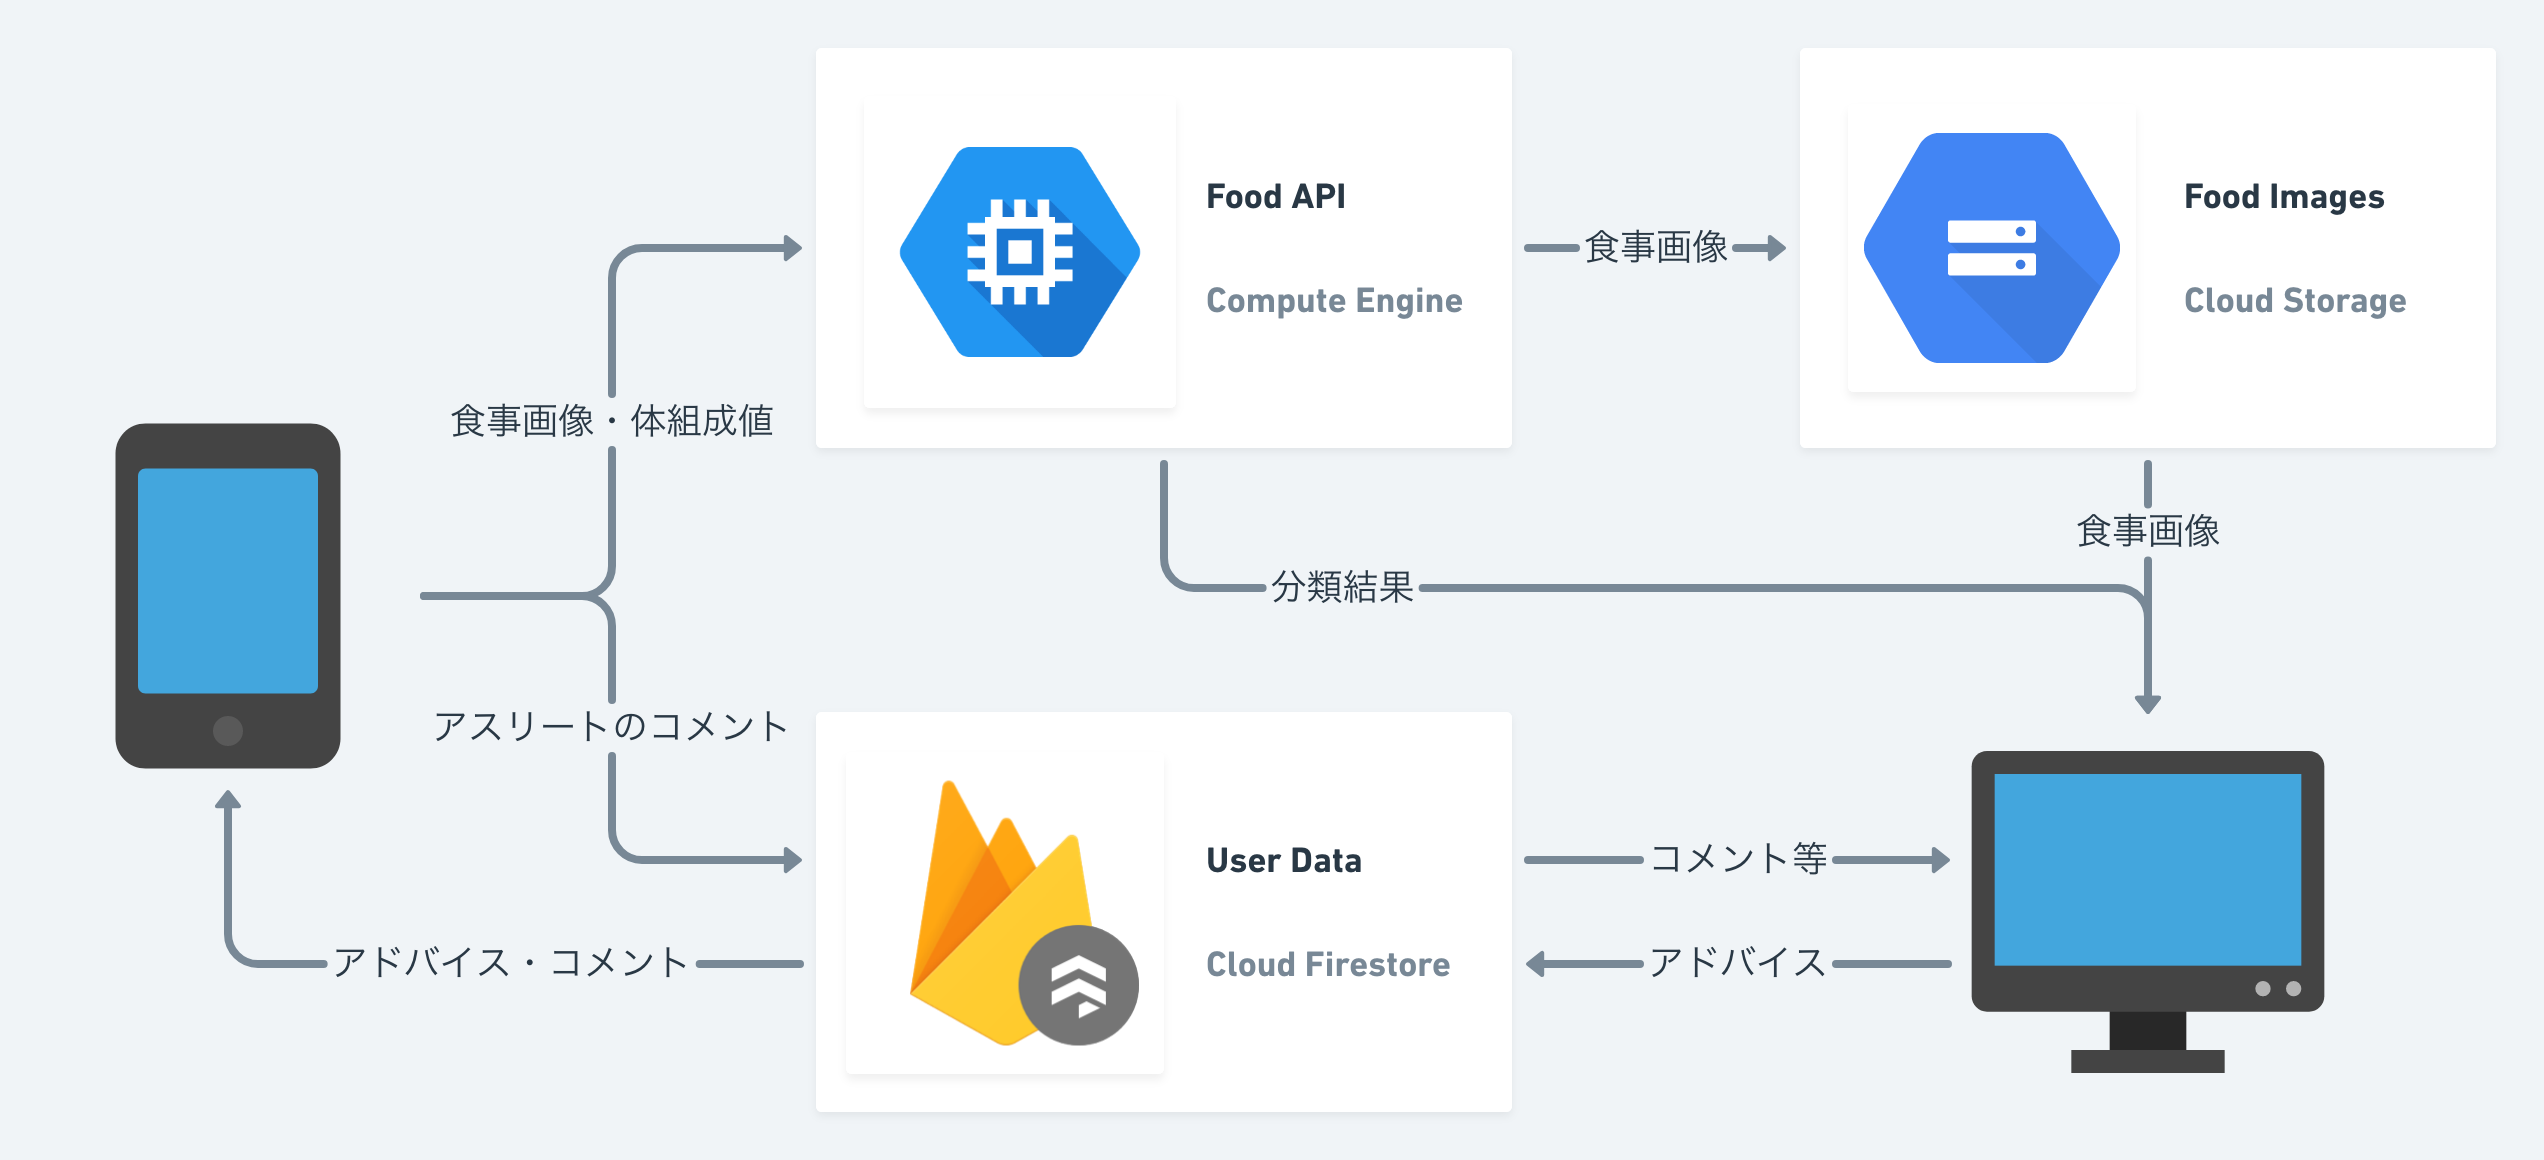 Food API
Compute Engine
食事画像
Food Images
Cloud Storage
食事画像・体組成値
食事画像
分類結果
アスリートのコメント
User Data
Cloud Firestore
コメント等
アドバイス
アドバイス・コメント